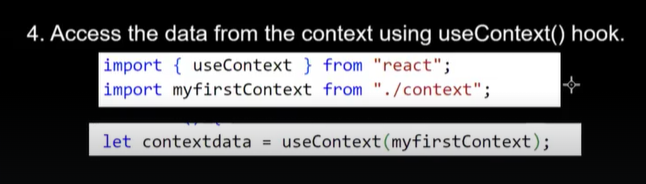 4. Access the data from the context using useContext() hook.
import { useContext } from "react";
import myfirstContext from "./context";
let contextdata = useContext(myfirstContext);